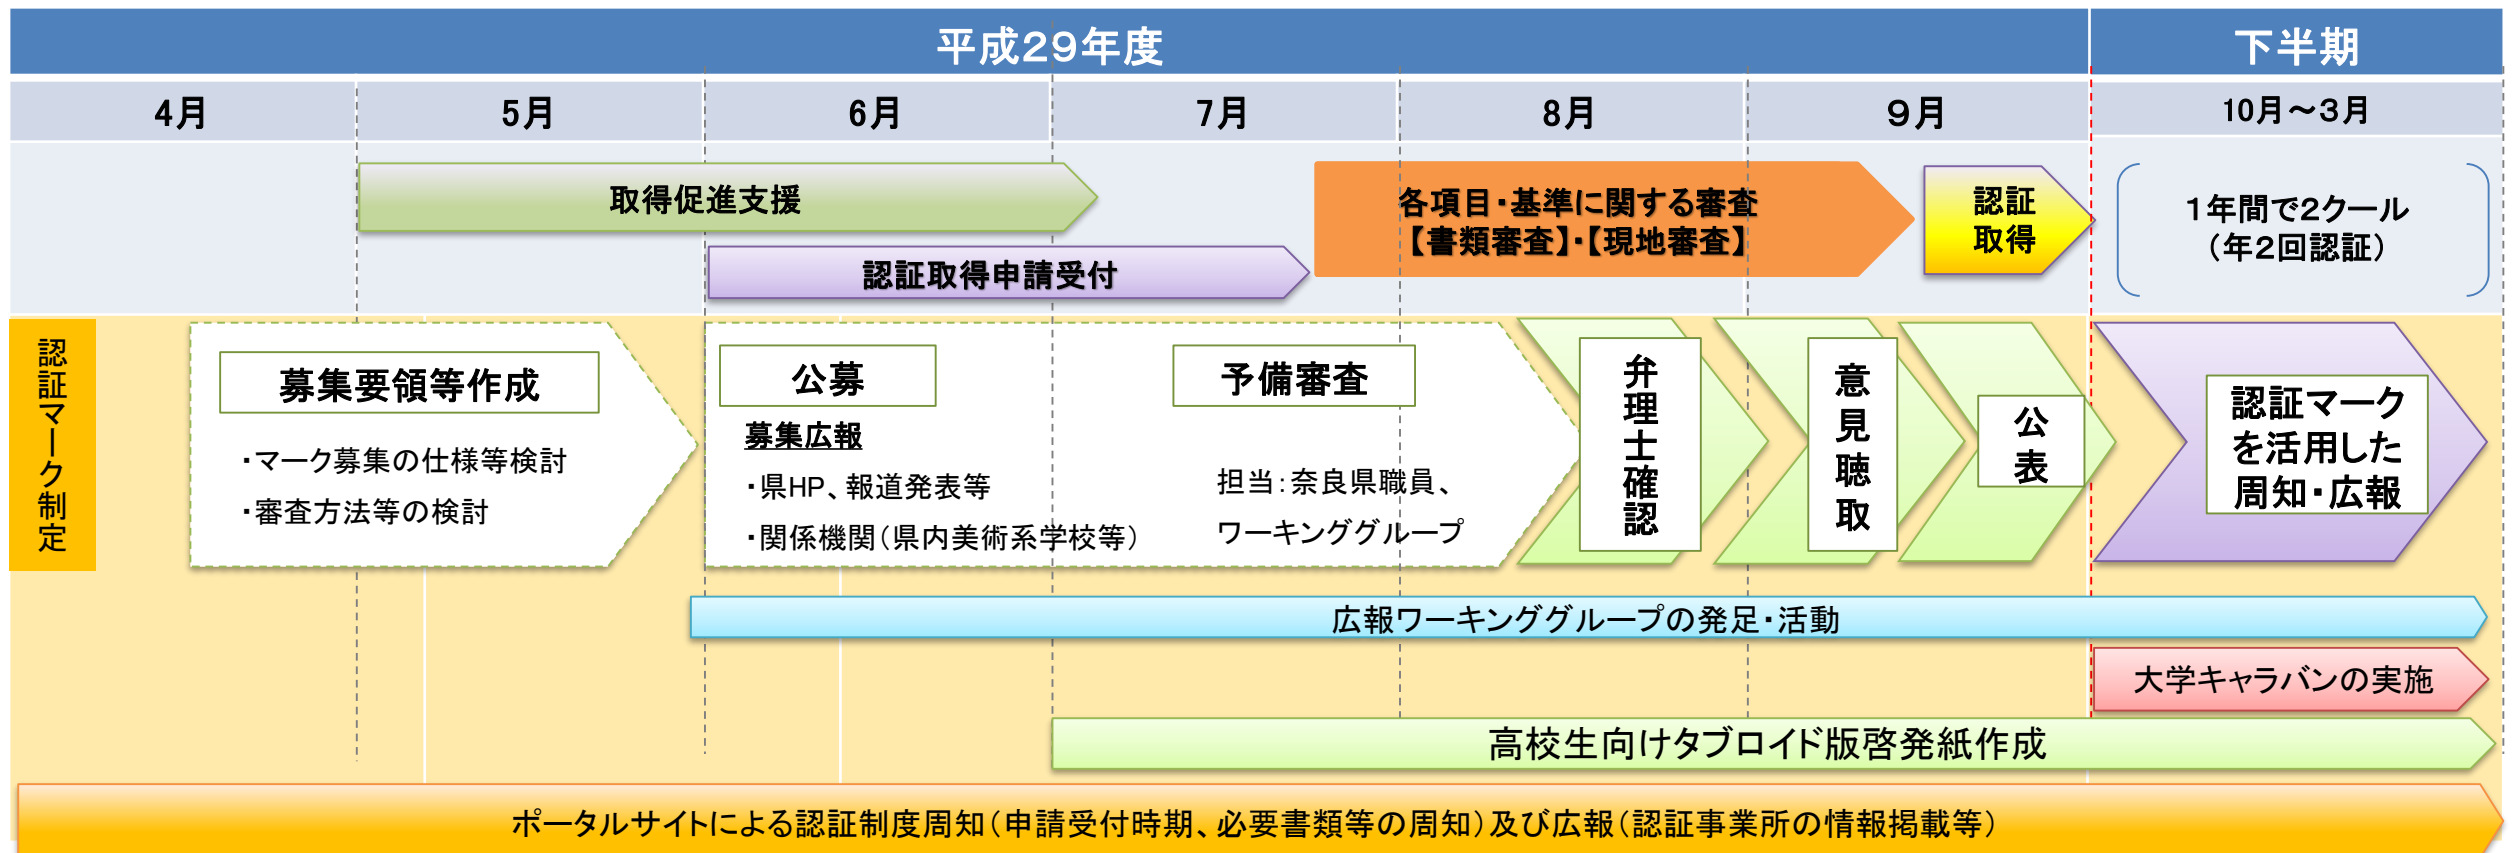 平成29年度
下半期
4月
5月
6月
7月
8月
9月
10月～3月
取得促進支援
認証取得申請受付
各項目・基準に関する審査
【書類審査】・【現地審査】
認証
取得
1年間で2クール
（年2回認証）
認証マーク制定
募集要領等作成
・マーク募集の仕様等検討
・審査方法等の検討
公募
募集広報
・県HP、報道発表等
・関係機関（県内美術系学校等）
予備審査
担当：奈良県職員、
ワーキンググループ
弁理士確認
意見聴取
公表
認証マーク
を活用した
周知・広報
広報ワーキンググループの発足・活動
大学キャラバンの実施
高校生向けタブロイド版啓発紙作成
ポータルサイトによる認証制度周知（申請受付時期、必要書類等の周知）及び広報（認証事業所の情報掲載等）